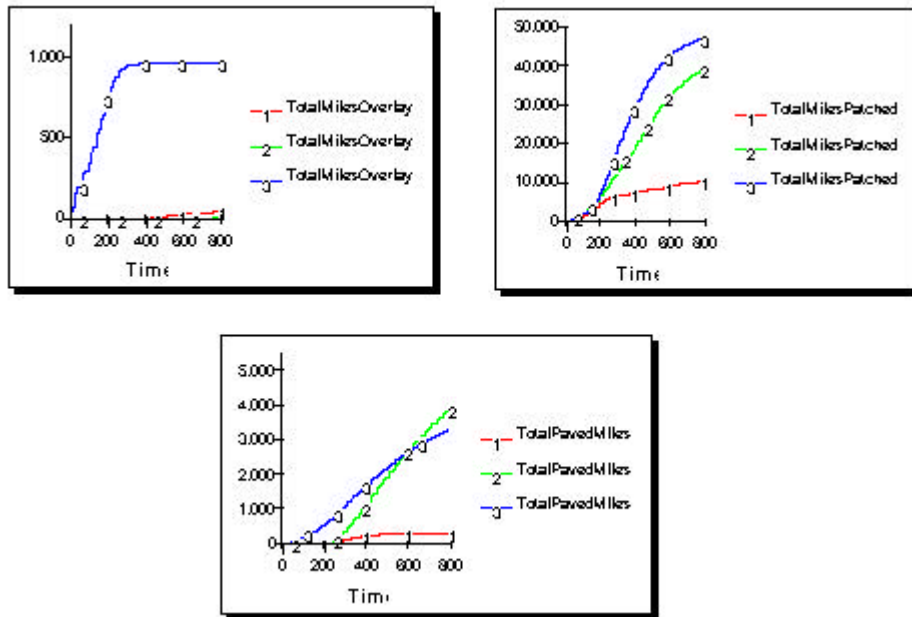 1.000
500
0
0 200 400 600 800
Time
1 TotalMilesOverlay
2 TotalMilesOverlay
3 TotalMilesOverlay
50.000
40.000
30.000
20.000
10.000
0
0 200 400 600 800
Time
1 TotalMilesPatched
2 TotalMilesPatched
3 TotalMilesPatched
5.000
4.000
3.000
2.000
1.000
0
0 200 400 600 800
Time
1 TotalPavedMiles
2 TotalPavedMiles
3 TotalPavedMiles